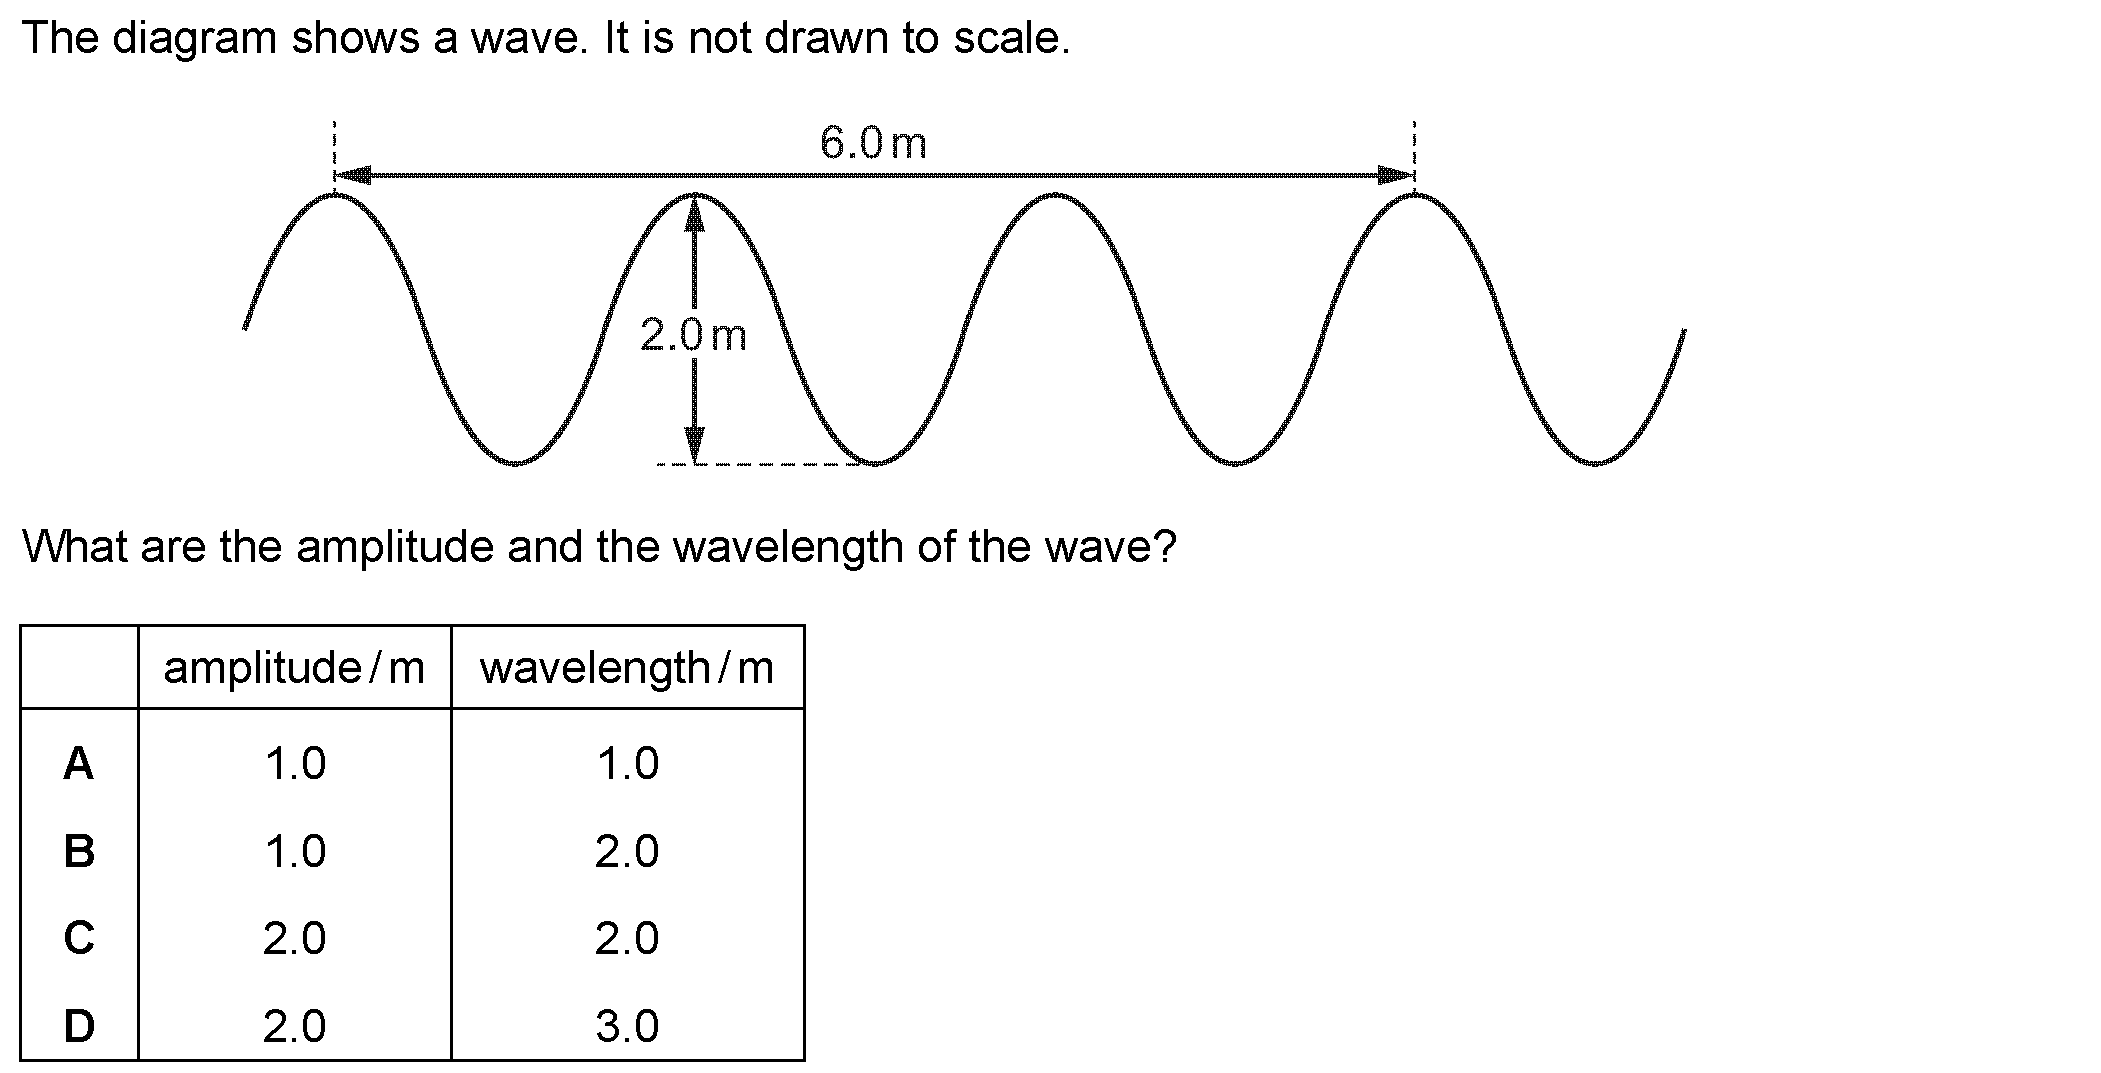 The diagram shows a wave. It is not drawn to scale.
6.0 m
2.0 m
What are the amplitude and the wavelength of the wave?
amplitude / m wavelength / m
A 1.0 1.0
B 1.0 2.0
C 2.0 2.0
D 2.0 3.0